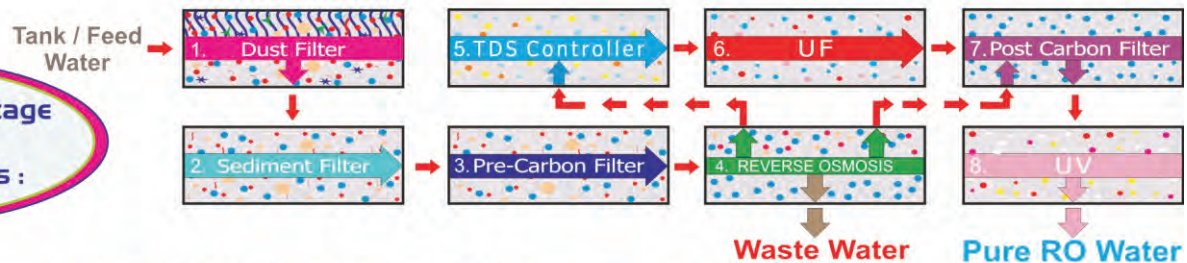 Tank / Feed
Water
1. Dust Filter
5. TDS Controller
6. UF
7. Post Carbon Filter
2. Sediment Filter
3. Pre-Carbon Filter
4. REVERSE OSMOSIS
8. UV
Waste Water
Pure RO Water